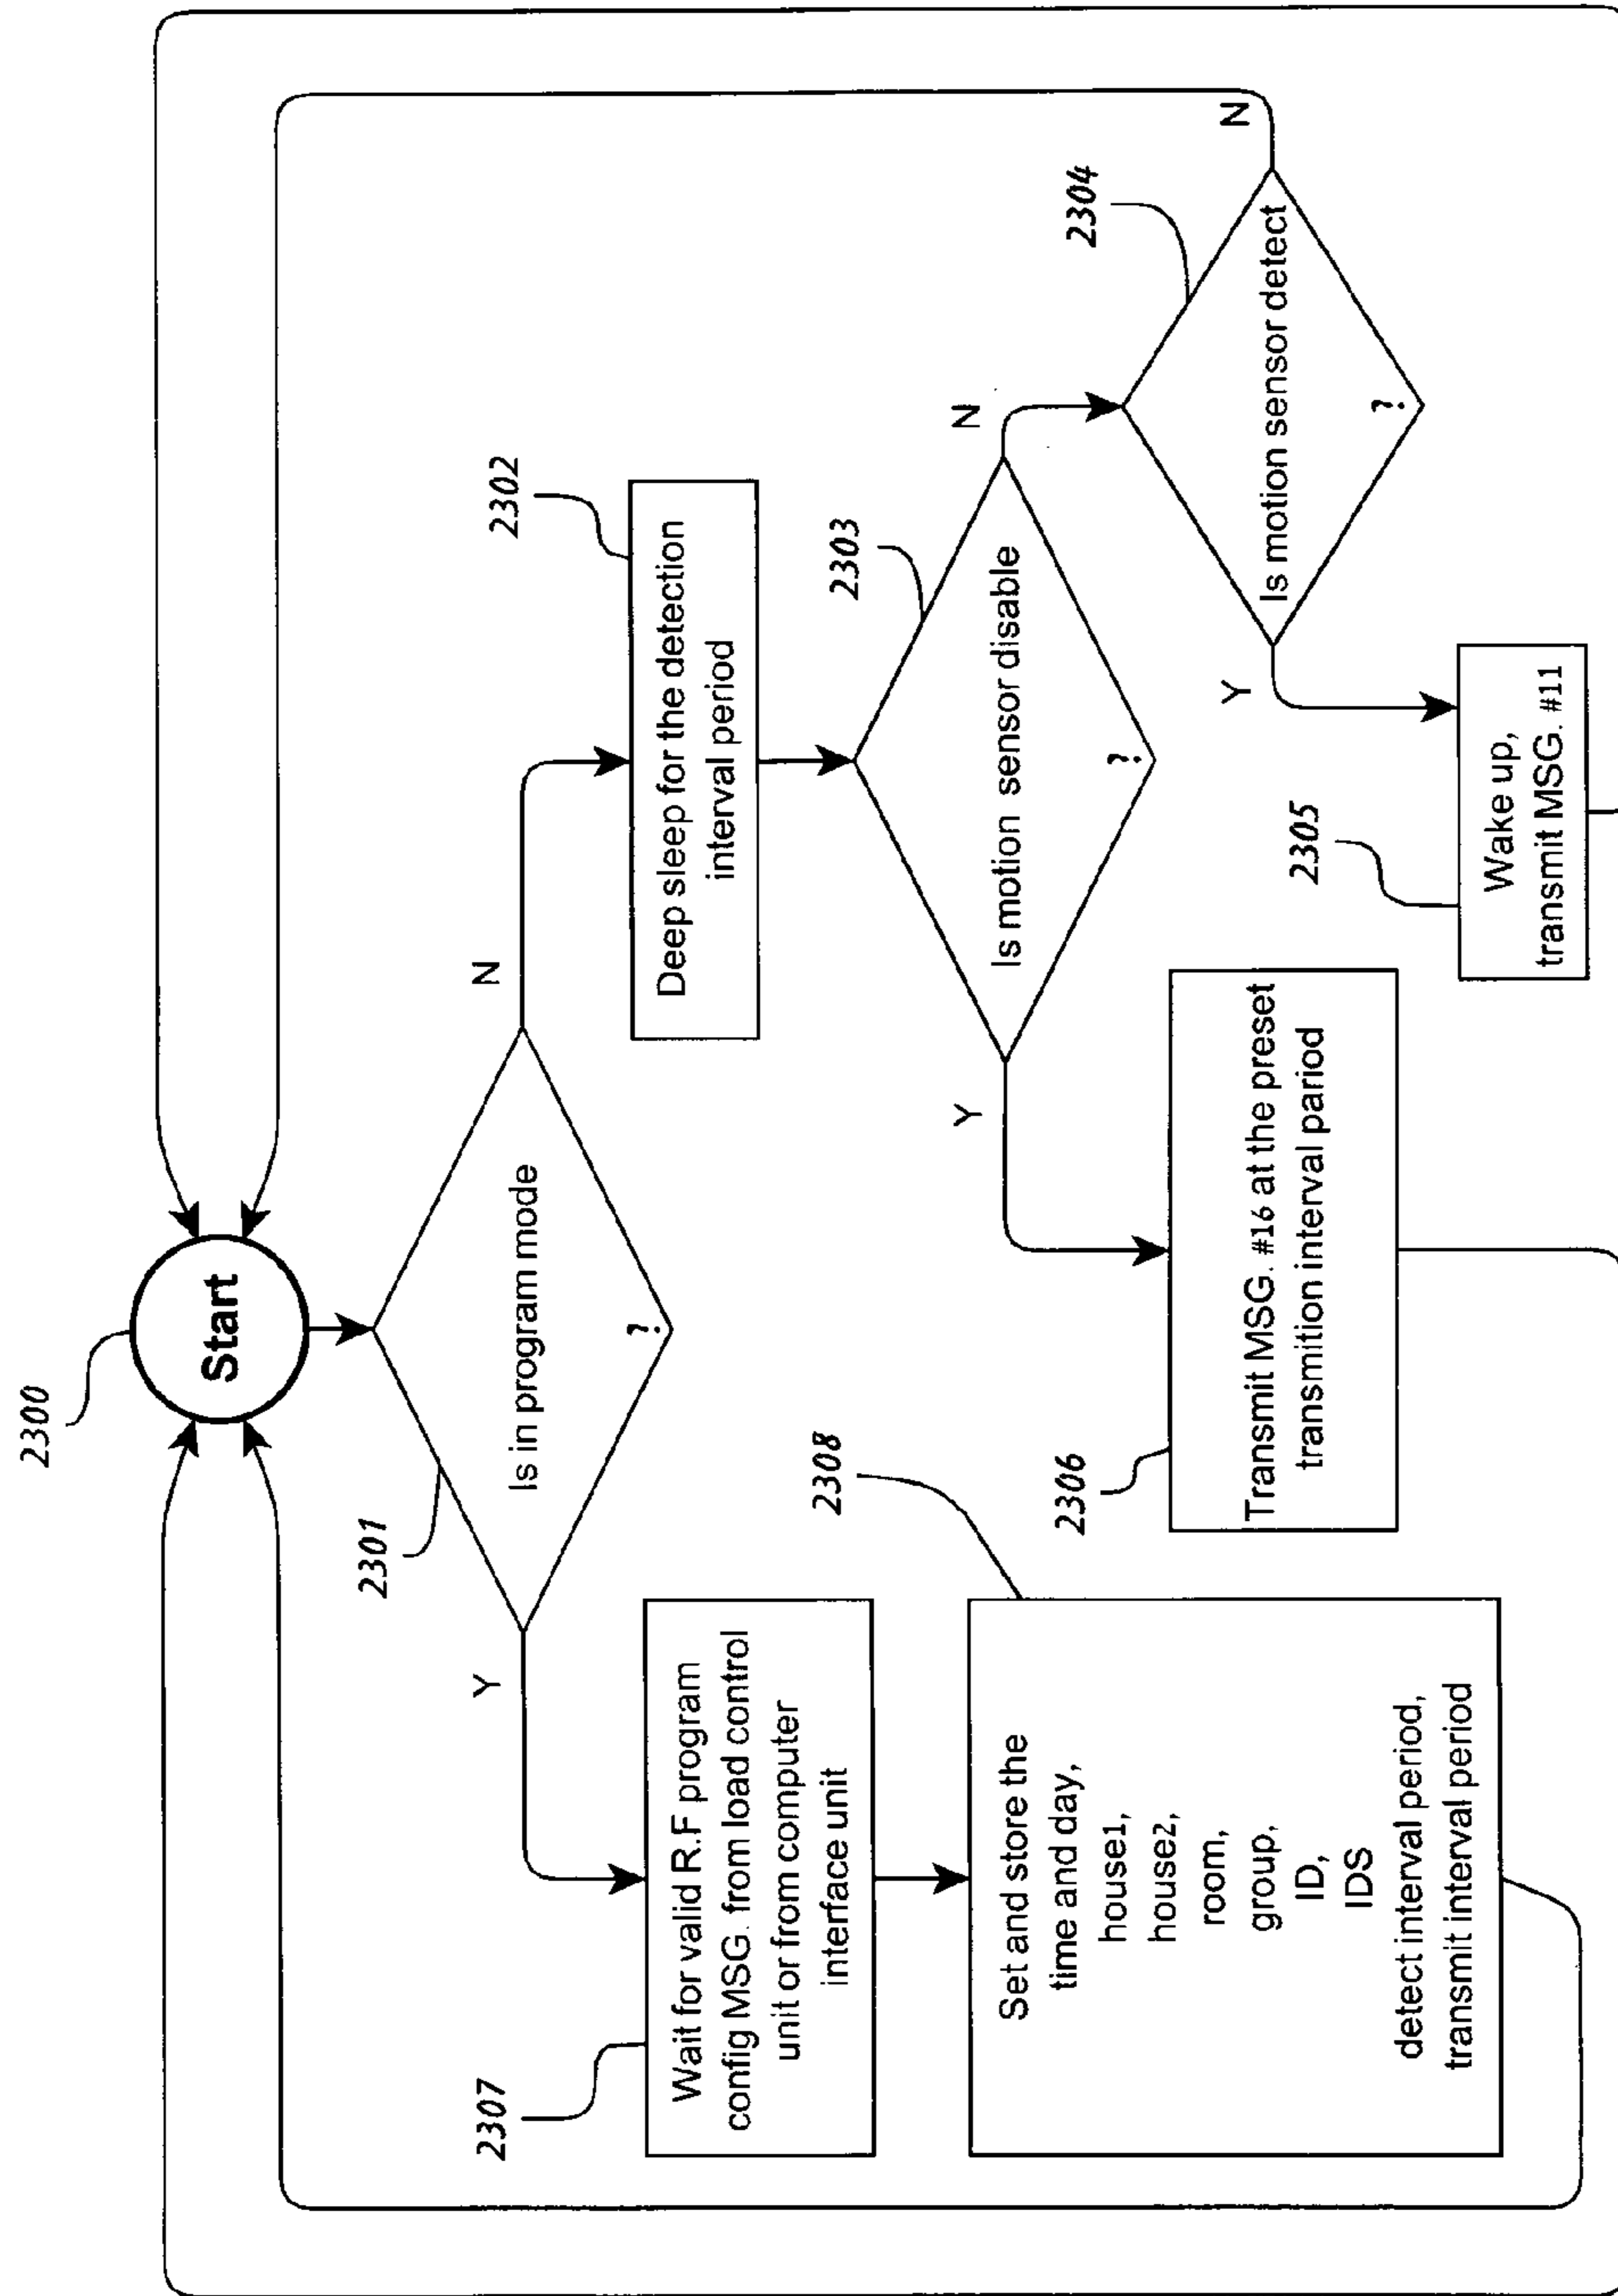 2300
Start
2301
Is in program mode
?
Y
N
2307
Wait for valid R.F program
config MSG. from load control
unit or from computer
interface unit
2308
Set and store the
time and day,
house1,
house2,
room,
group,
ID,
IDS
detect interval period,
transmit interval period
2302
Deep sleep for the detection
interval period
2303
Is motion sensor disable
?
Y
N
2306
Transmit MSG. #16 at the preset
transmition interval pariod
2304
Is motion sensor detect
?
Y
N
2305
Wake up,
transmit MSG. #11